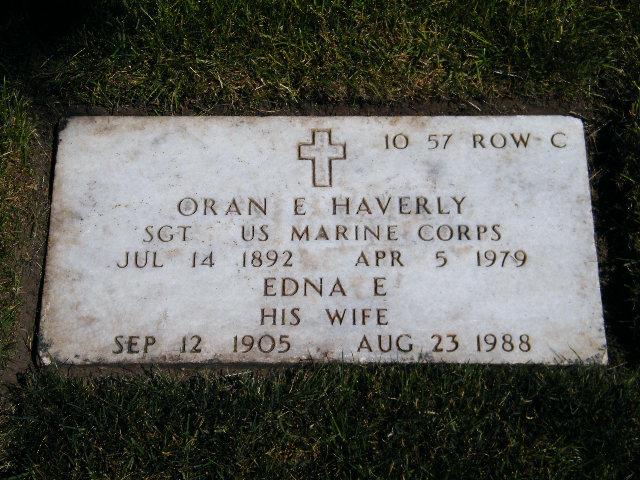 10 57 ROW C
ORAN E HAVERLY
SGT US MARINE CORPS
JUL 14 1892 APR 5 1979
EDNA E
HIS WIFE
SEP 12 1905 AUG 23 1988